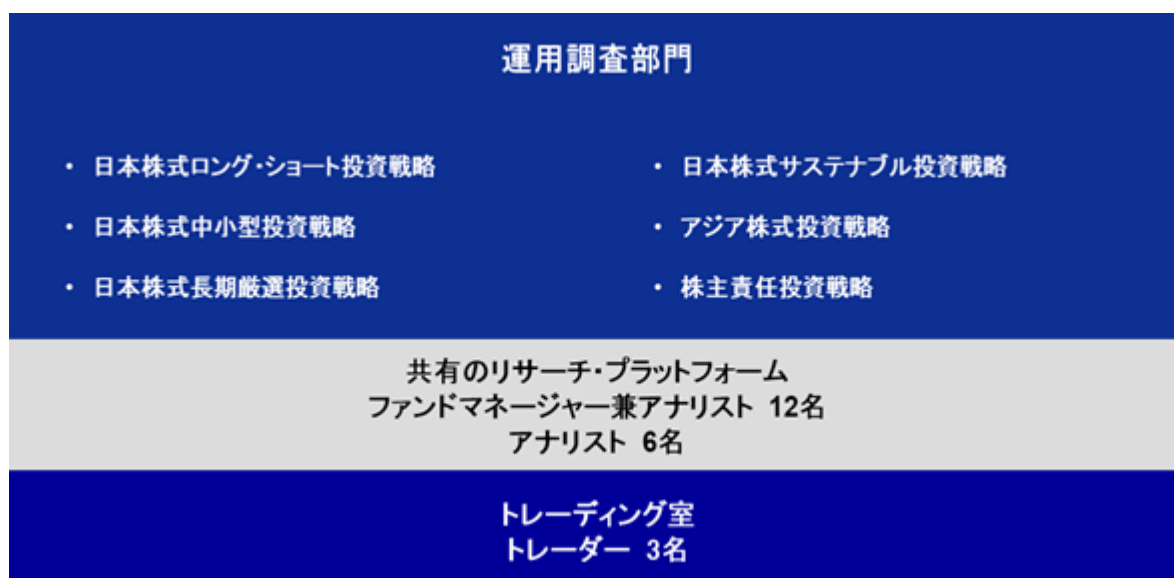 運用調査部門
・ 日本株式ロング・ショート投資戦略
・ 日本株式サステナブル投資戦略
・ 日本株式中小型投資戦略
・ アジア株式投資戦略
・ 日本株式長期厳選投資戦略
・ 株主責任投資戦略
共有のリサーチ・プラットフォーム
ファンドマネージャー兼アナリスト 12名
アナリスト 6名
トレーディング室
トレーダー 3名